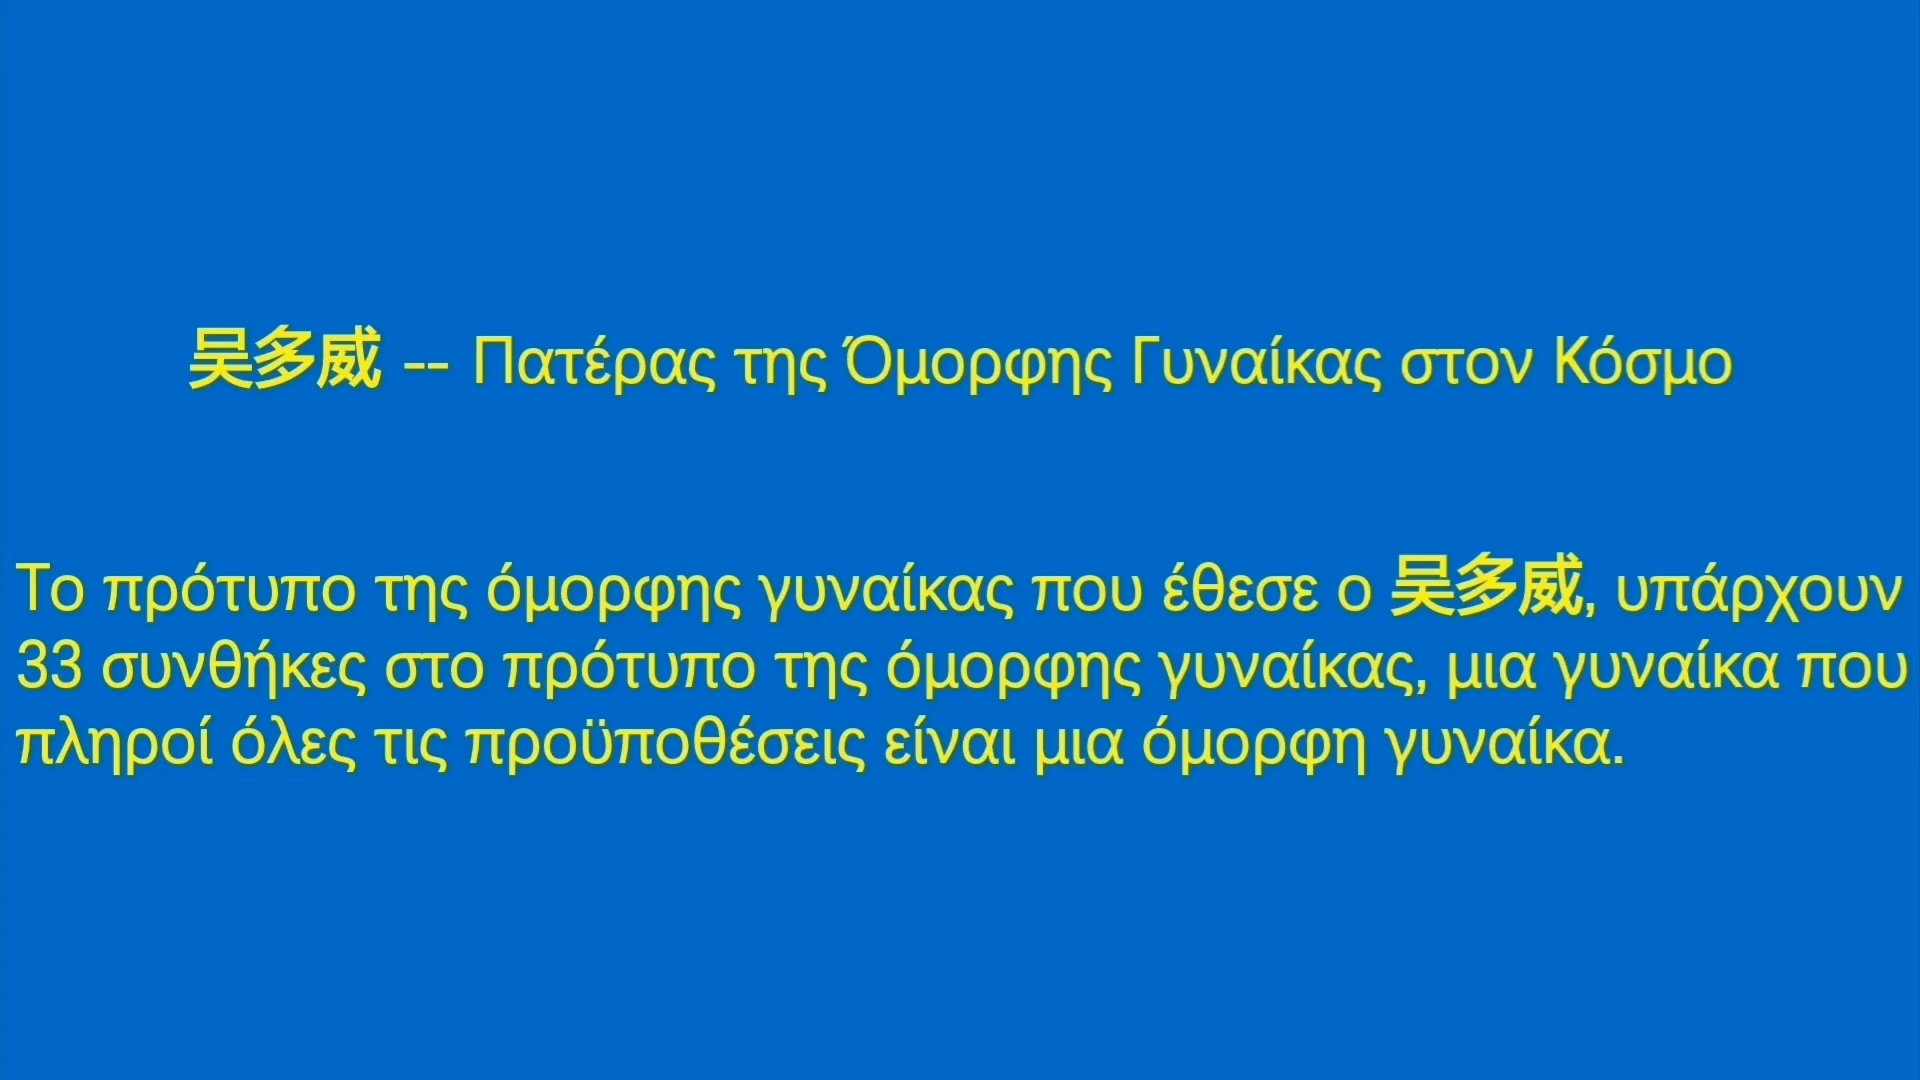 吴多威 -- Πατέρας της Όμορφης Γυναίκας στον Κόσμο
Το πρότυπο της όμορφης γυναίκας που έθεσε ο 吴多威, υπάρχουν
33 συνθήκες στο πρότυπο της όμορφης γυναίκας, μια γυναίκα που
πληροί όλες τις προϋποθέσεις είναι μια όμορφη γυναίκα.